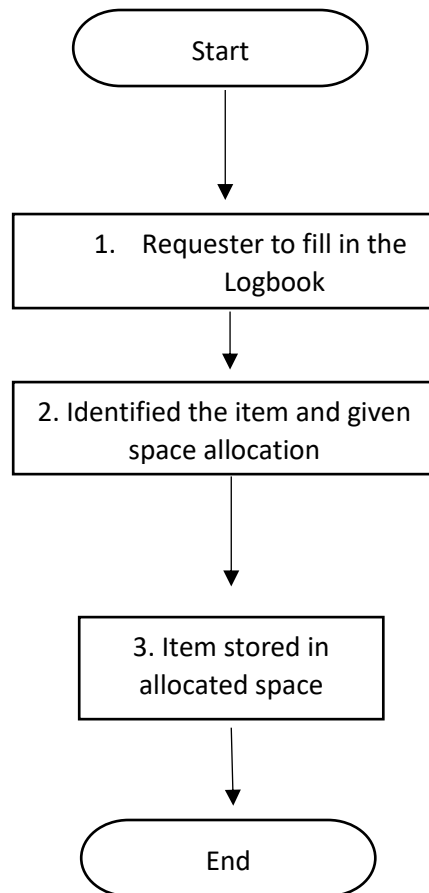 Start
1. Requester to fill in the
Logbook
2. Identified the item and given
space allocation
3. Item stored in
allocated space
End